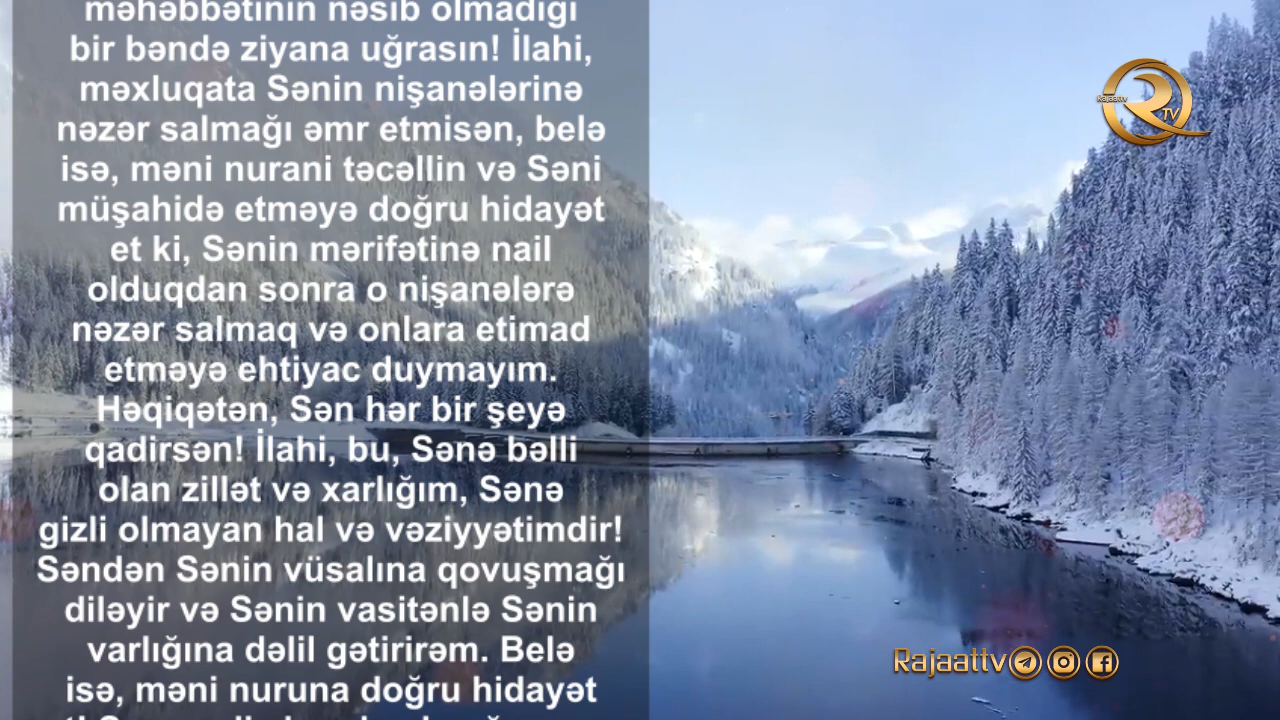 məhəbbətinin nəsib olmadığı
bir bəndə ziyana uğrasın! İlahi,
məxluqata Sənin nişanələrinə
nəzər salmağı əmr etmisən, belə
isə, məni nurani təcəllin və Səni
müşahidə etməyə doğru hidayət
et ki, Sənin mərifətinə nail
olduqdan sonra o nişanələrə
nəzər salmaq və onlara etimad
etməyə ehtiyac duymayım.
Həqiqətən, Sən hər bir şeyə
qadirsən! İlahi, bu, Sənə bəlli
olan zillət və xarlığım, Sənə
gizli olmayan hal və vəziyyətimdir!
Səndən Sənin vüsalına qovuşmağı
diləyir və Sənin vasitənlə Sənin
varlığına dəlil gətirirəm. Belə
isə, məni nuruna doğru hidayət
Rajaattv
TV
Rajaattv